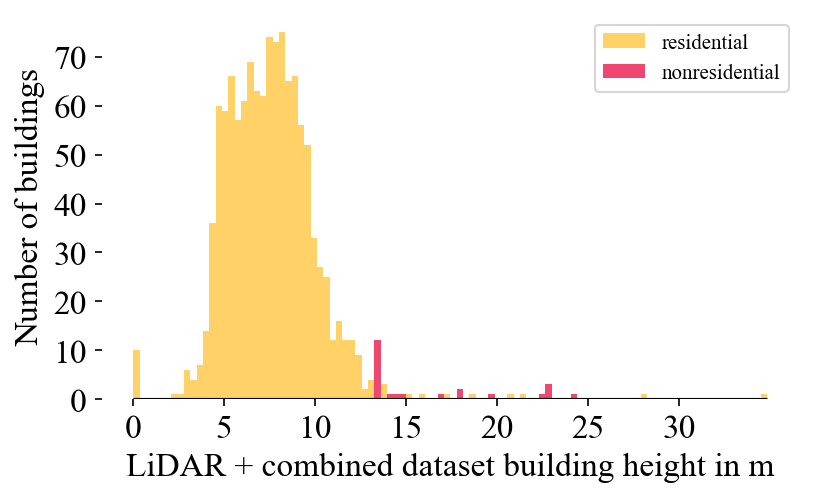 residential
nonresidential
Number of buildings
70
60
50
40
30
20
10
0
0 5 10 15 20 25 30
LiDAR + combined dataset building height in m